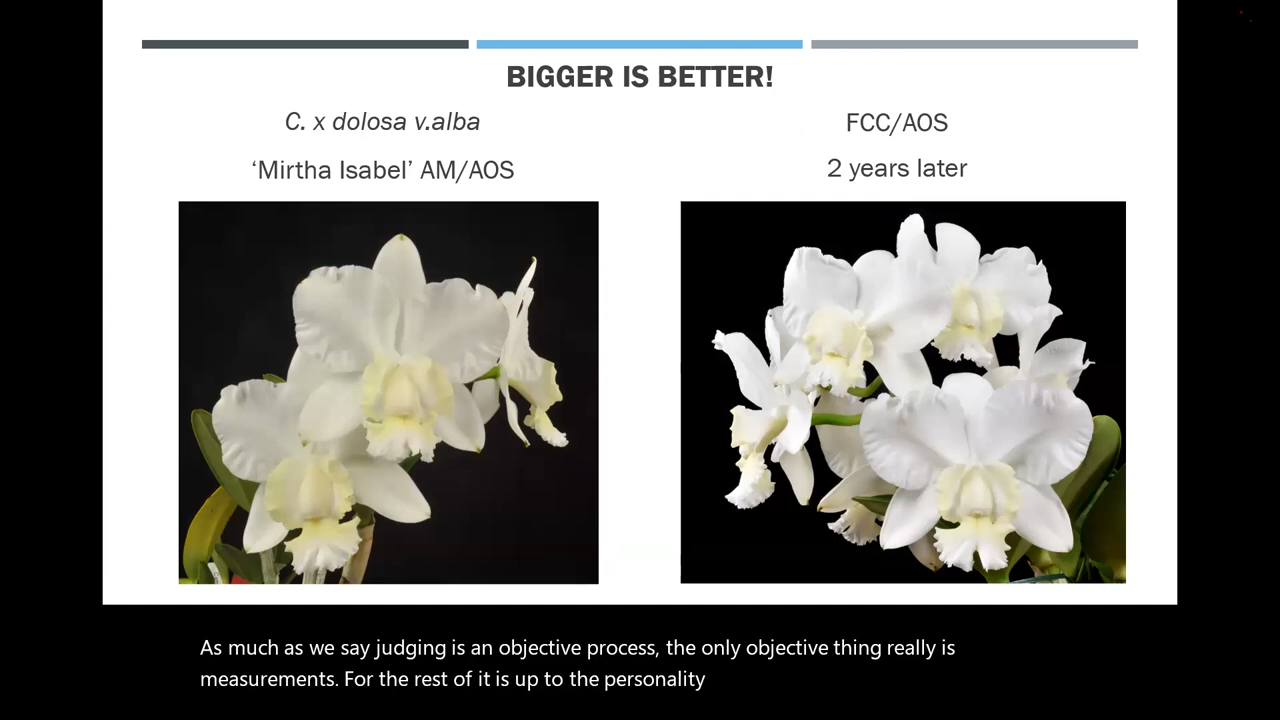 BIGGER IS BETTER!
C. x dolosa v.alba
‘Mirtha Isabel’ AM/AOS
FCC/AOS
2 years later
As much as we say judging is an objective process, the only objective thing really is
measurements. For the rest of it is up to the personality